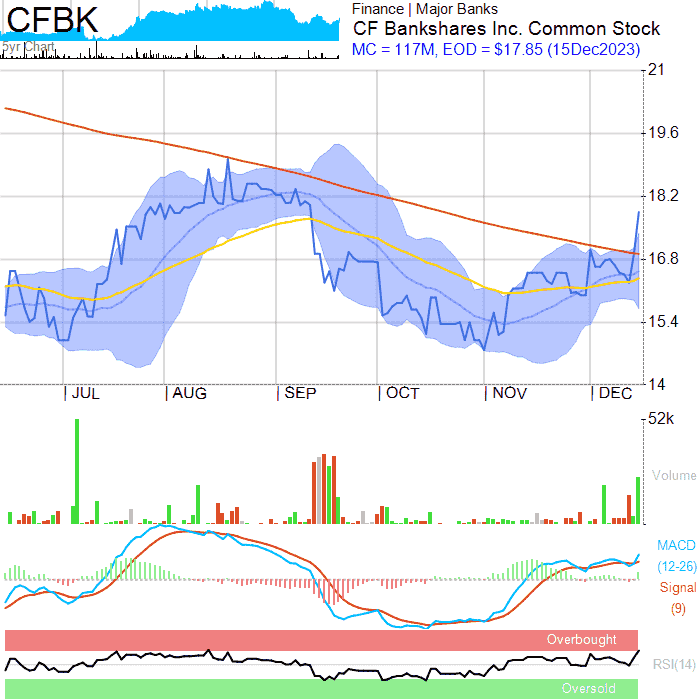 CFBK
5yr Chart
Finance | Major Banks
CF Bankshares Inc. Common Stock
MC = 117M, EOD = $17.85 (15Dec2023)
21
19.6
18.2
16.8
15.4
14
| JUL | AUG | SEP | OCT | NOV | DEC
52k
Volume
MACD
(12-26)
Signal
(9)
Overbought
RSI(14)
Oversold